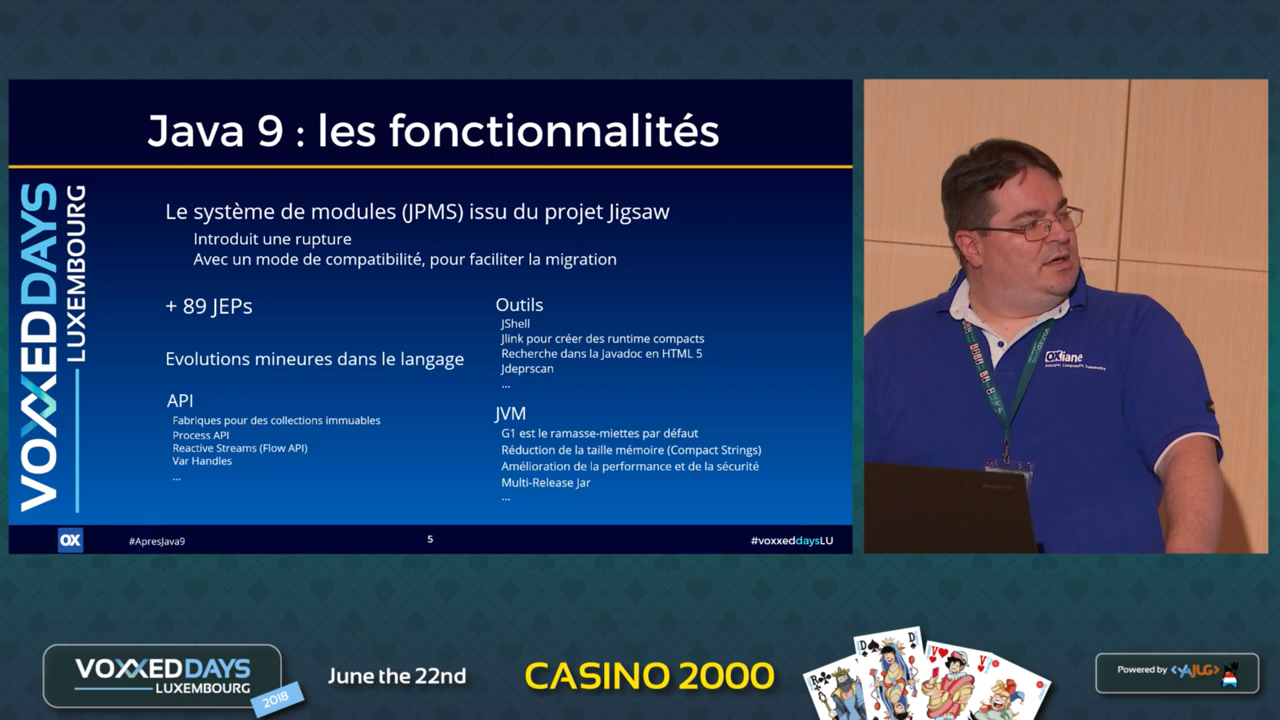 Java 9 : les fonctionnalités
VOXXEDDAYS
LUXEMBOURG
Le système de modules (JPMS) issu du projet Jigsaw
Introduit une rupture
Avec un mode de compatibilité, pour faciliter la migration
+ 89 JEPs
Evolutions mineures dans le langage
API
Fabriques pour des collections immuables
Process API
Reactive Streams (Flow API)
Var Handles
...
Outils
JShell
Jlink pour créer des runtime compacts
Recherche dans la Javadoc en HTML 5
Jdeprscan
...
JVM
G1 est le ramasse-miettes par défaut
Réduction de la taille mémoire (Compact Strings)
Amélioration de la performance et de la sécurité
Multi-Release Jar
...
OX
#ApresJava9
5
#voxxeddaysLU
OXiane
VOXXEDDAYS
LUXEMBOURG
2018
June the 22nd
CASINO 2000
R
D
D
V
V
Powered by <YAJUG>